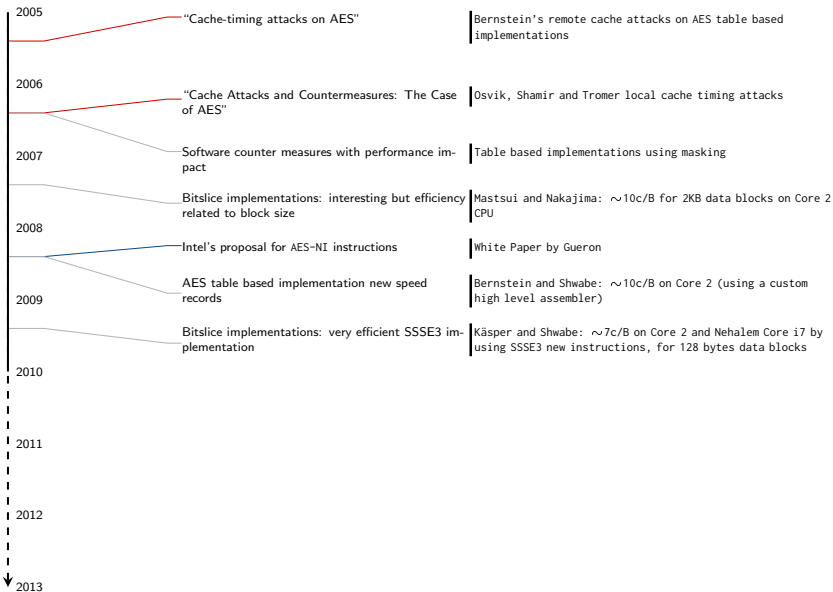 2005
“Cache-timing attacks on AES”
Bernstein’s remote cache attacks on AES table based
implementations
2006
“Cache Attacks and Countermeasures: The Case
of AES”
Osvik, Shamir and Tromer local cache timing attacks
2007
Software counter measures with performance im-
pact
Table based implementations using masking
Bitslice implementations: interesting but efficiency
related to block size
Mastsui and Nakajima: ∼10c/B for 2KB data blocks on Core 2
CPU
2008
Intel’s proposal for AES-NI instructions
White Paper by Gueron
AES table based implementation new speed
records
Bernstein and Shwabe: ∼10c/B on Core 2 (using a custom
high level assembler)
2009
Bitslice implementations: very efficient SSSE3 im-
plementation
Käsper and Shwabe: ∼7c/B on Core 2 and Nehalem Core i7 by
using SSSE3 new instructions, for 128 bytes data blocks
2010
2011
2012
2013